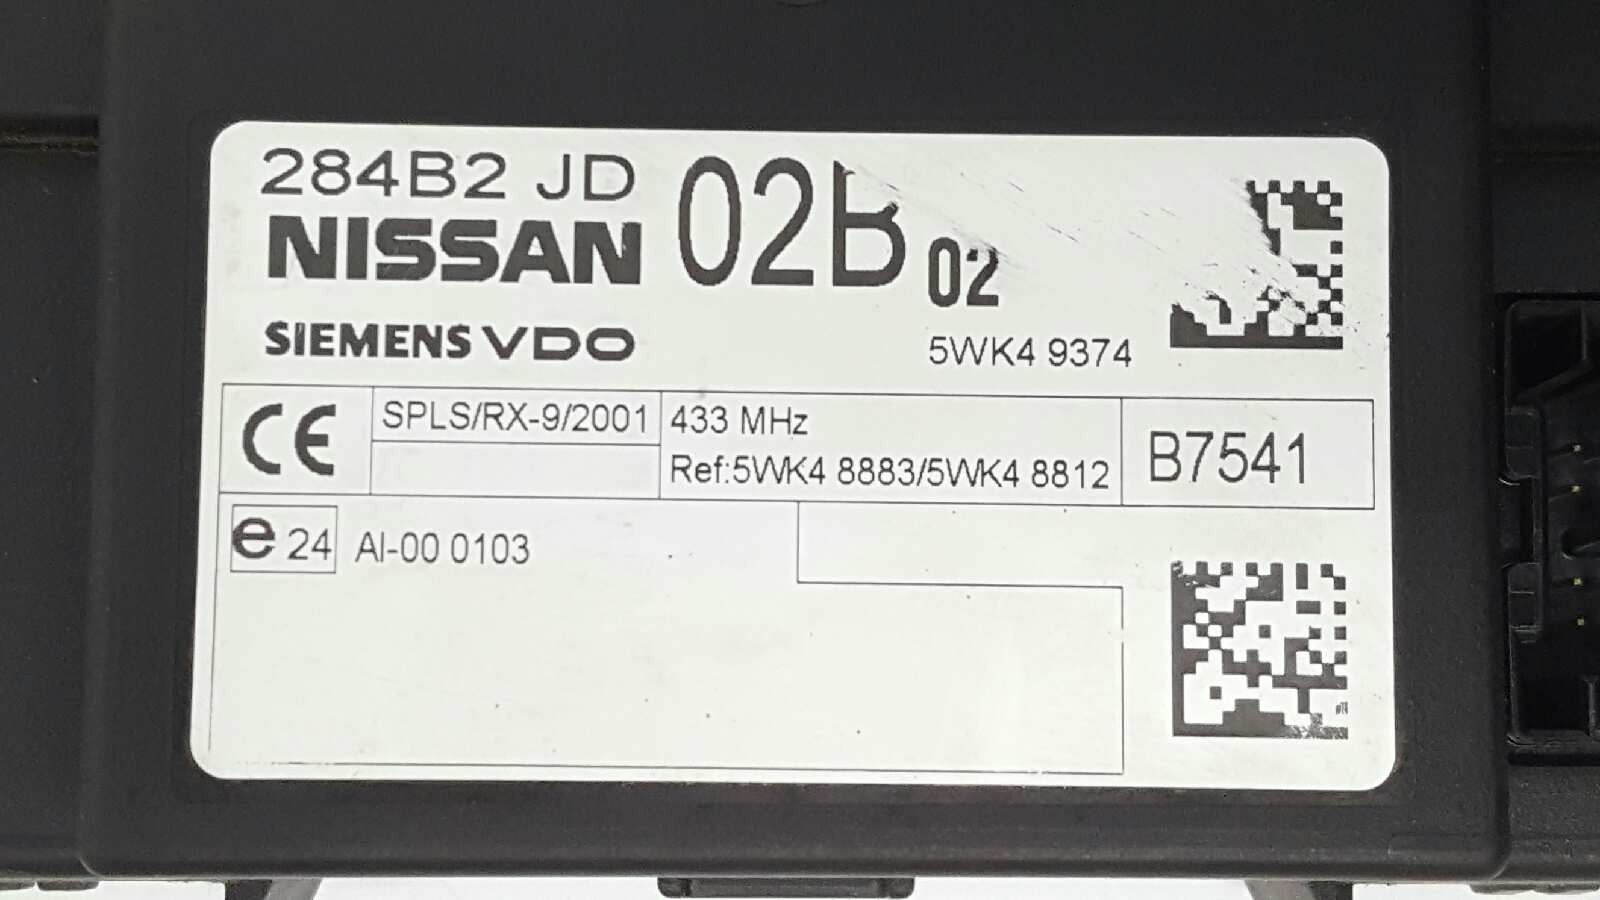 284B2 JD 02B 02
NISSAN
SIEMENS VDO
5WK4 9374
CE SPLS/RX-9/2001 433 MHz
Ref:5WK4 8883/5WK4 8812 B7541
e 24 AI-00 0103